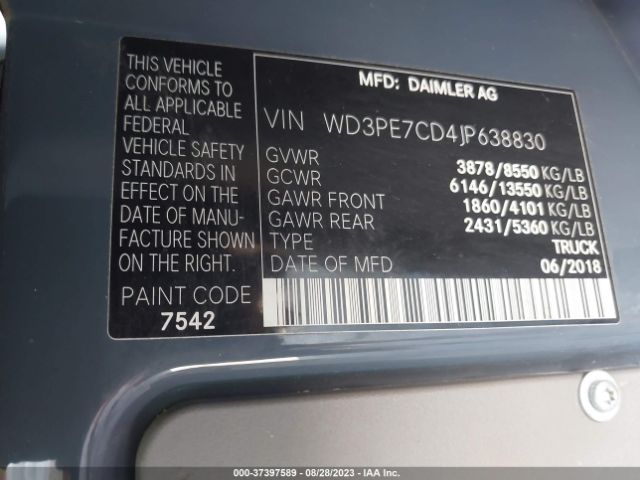 THIS VEHICLE
CONFORMS TO
ALL APPLICABLE
FEDERAL
VEHICLE SAFETY
STANDARDS IN
EFFECT ON THE
DATE OF MANU-
FACTURE SHOWN
ON THE RIGHT.
PAINT CODE
7542
MFD: DAIMLER AG
VIN WD3PE7CD4JP638830
GVWR 3878/8550 KG/LB
GCWR 6146/13550 KG/LB
GAWR FRONT 1860/4101 KG/LB
GAWR REAR 2431/5360 KG/LB
TYPE TRUCK
DATE OF MFD 06/2018
000-37397589 | 08/28/2023 | IAA Inc.